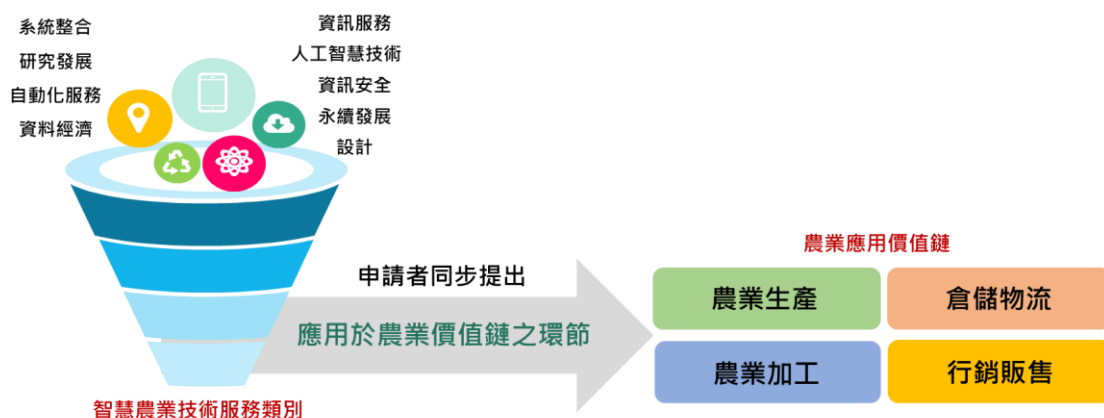 系統整合
研究發展
自動化服務
資料經濟
資訊服務
人工智慧技術
資訊安全
永續發展
設計
智慧農業技術服務類別
申請者同步提出
應用於農業價值鏈之環節
農業應用價值鏈
農業生產
倉儲物流
農業加工
行銷販售